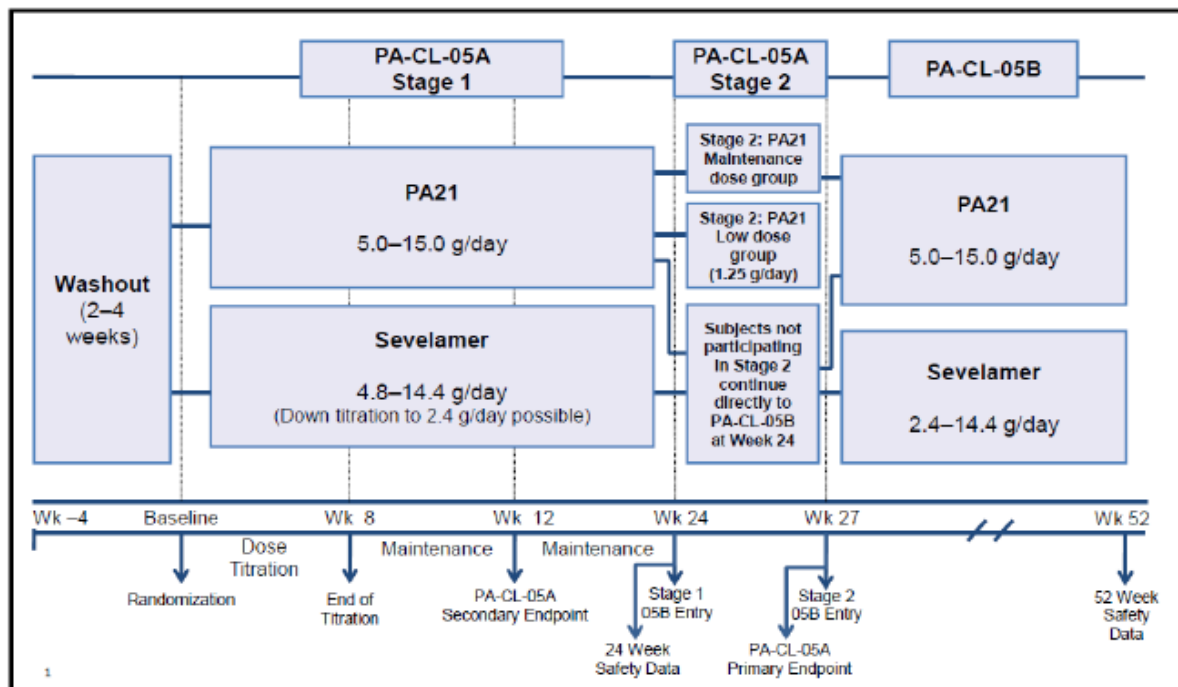 PA-CL-05A
Stage 1
PA-CL-05A
Stage 2
PA-CL-05B
Washout
(2–4
weeks)
PA21
5.0–15.0 g/day
Sevelamer
4.8–14.4 g/day
(Down titration to 2.4 g/day possible)
Stage 2: PA21
Maintenance
dose group
Stage 2: PA21
Low dose
group
(1.25 g/day)
Subjects not
participating
in Stage 2
continue
directly to
PA-CL-05B
at Week 24
PA21
5.0–15.0 g/day
Sevelamer
2.4–14.4 g/day
Wk –4
Baseline
Wk 8
Wk 12
Wk 24
Wk 27
Wk 52
Dose
Titration
Maintenance
Maintenance
Randomization
End of
Titration
PA-CL-05A
Secondary Endpoint
Stage 1
05B Entry
24 Week
Safety Data
Stage 2
05B Entry
PA-CL-05A
Primary Endpoint
52 Week
Safety
Data
1